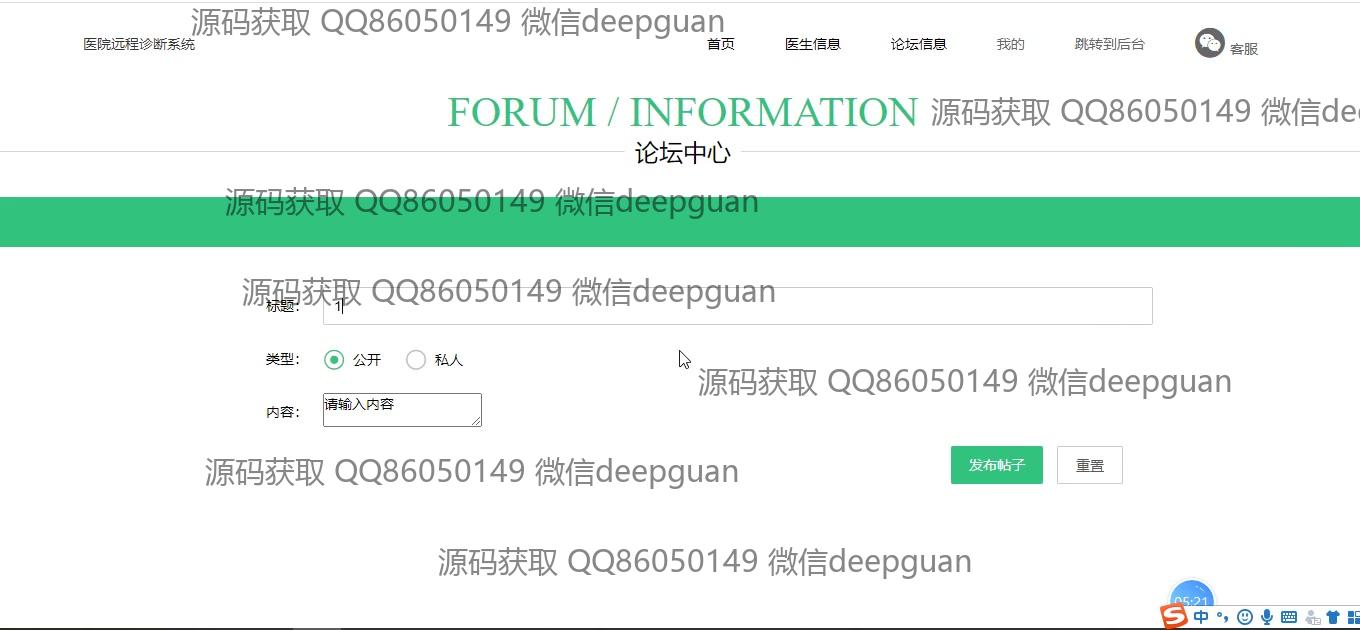 源码获取 QQ86050149 微信deepguan
医院远程诊断系统
首页 医生信息 论坛信息 我的 跳转到后台 客服
FORUM / INFORMATION
源码获取 QQ86050149 微信dee
论坛中心
源码获取 QQ86050149 微信deepguan
源码获取 QQ86050149 微信deepguan
标题： 1
类型： 公开 私人
源码获取 QQ86050149 微信deepguan
内容： 请输入内容
源码获取 QQ86050149 微信deepguan
发布帖子 重置
源码获取 QQ86050149 微信deepguan
05:21
S 中